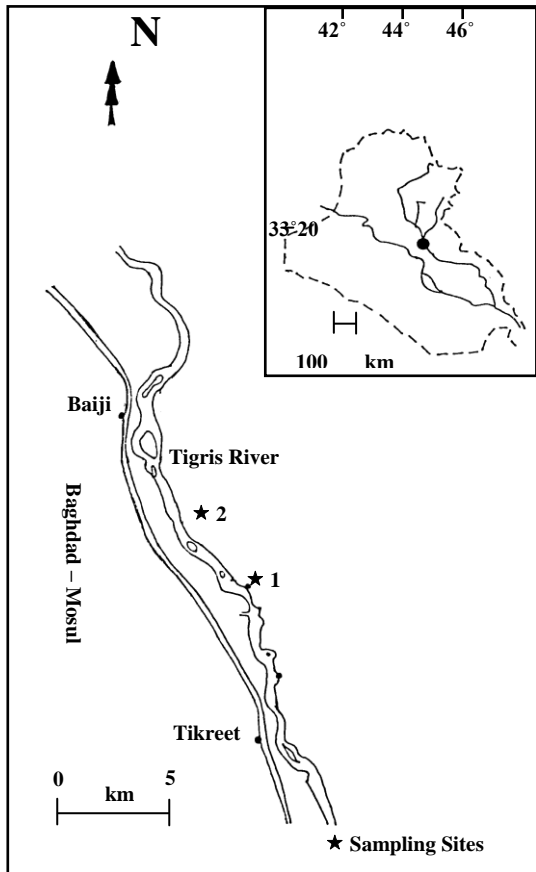 N
42° 44° 46°
33°20
100 km
Baiji
Tigris River
2
1
Baghdad – Mosul
Tikreet
0 5
km
Sampling Sites